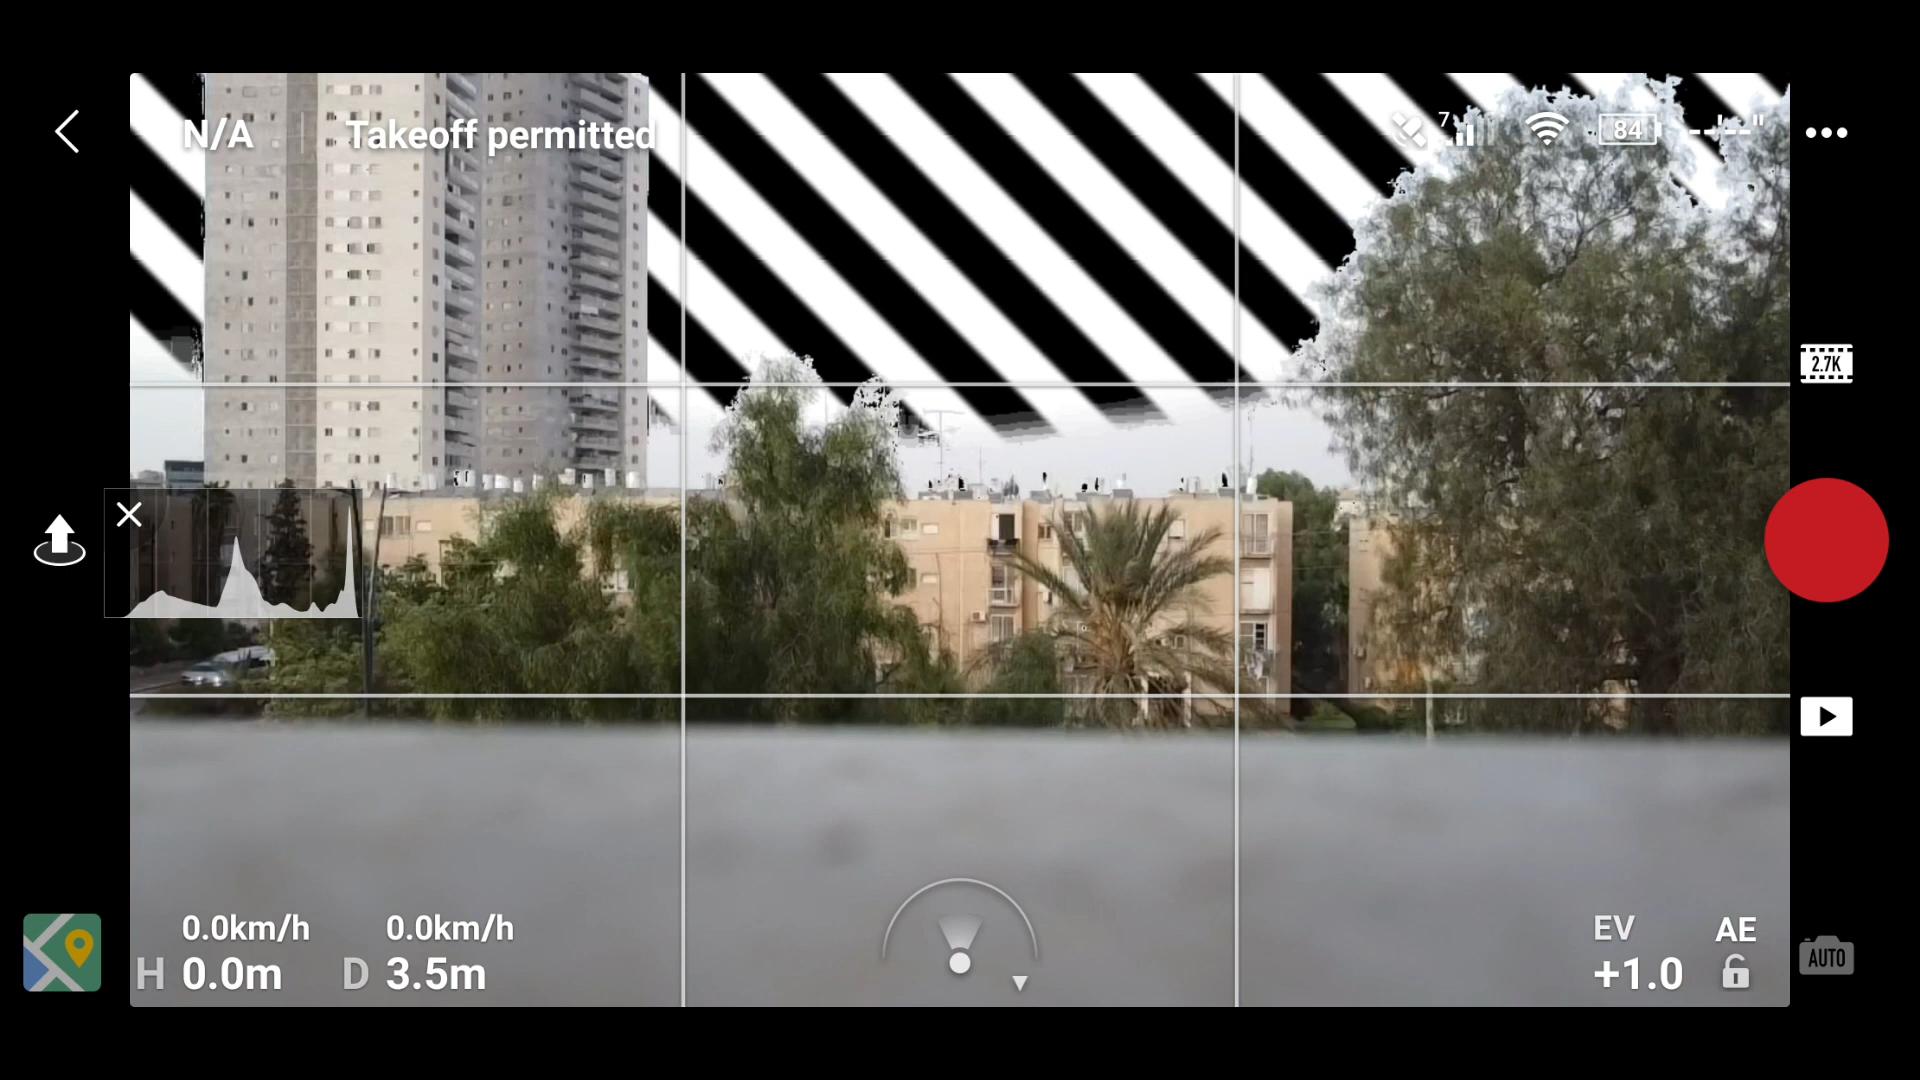 N/A
Takeoff permitted
7
84
--'--"
2.7K
0.0km/h
0.0km/h
H 0.0m
D 3.5m
EV
+1.0
AE
AUTO